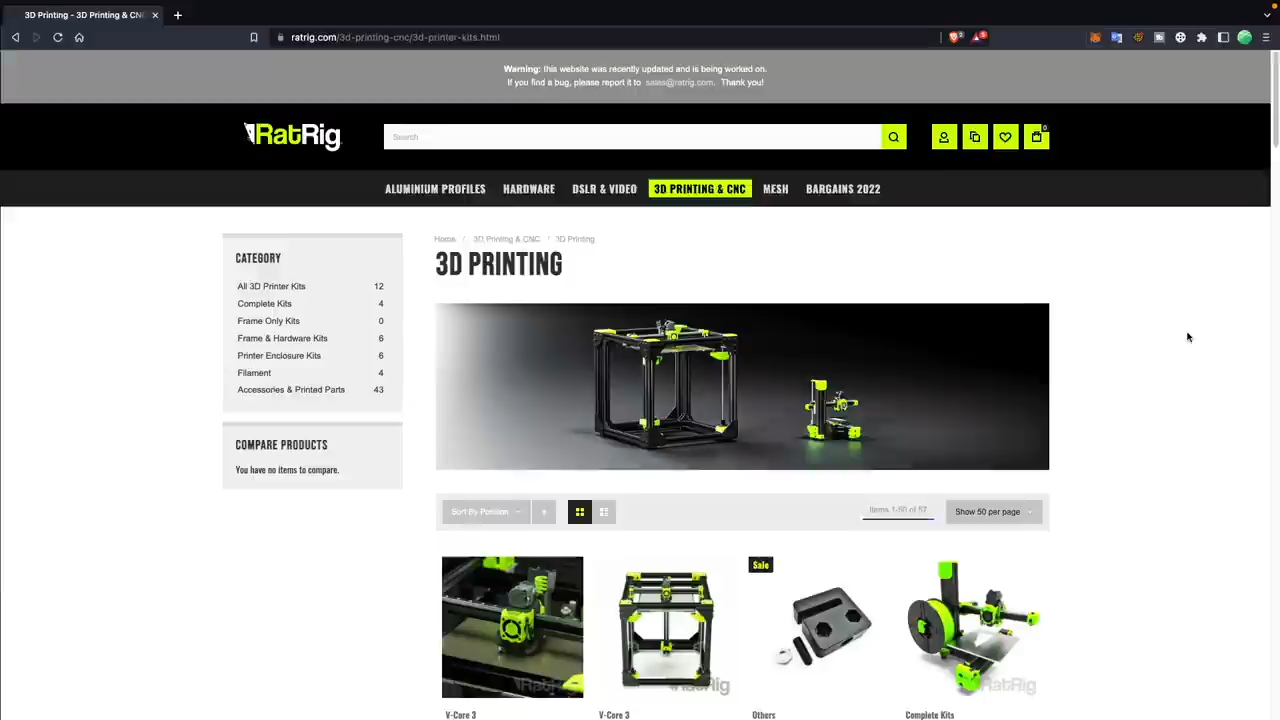 3D Printing - 3D Printing & CN
ratrig.com/3d-printing-cnc/3d-printer-kits.html
Warning: this website was recently updated and is being worked on.
If you find a bug, please report it to sales@ratrig.com. Thank you!
RatRig
Search
0
ALUMINIUM PROFILES HARDWARE DSLR & VIDEO 3D PRINTING & CNC MESH BARGAINS 2022
Home / 3D Printing & CNC / 3D Printing
3D PRINTING
CATEGORY
All 3D Printer Kits 12
Complete Kits 4
Frame Only Kits 0
Frame & Hardware Kits 6
Printer Enclosure Kits 6
Filament 4
Accessories & Printed Parts 43
COMPARE PRODUCTS
You have no items to compare.
Sort By Position
Items 1-50 of 57
Show 50 per page
Sale
RatRig
RatRig
RatRig
V-Core 3
V-Core 3
Others
Complete Kits